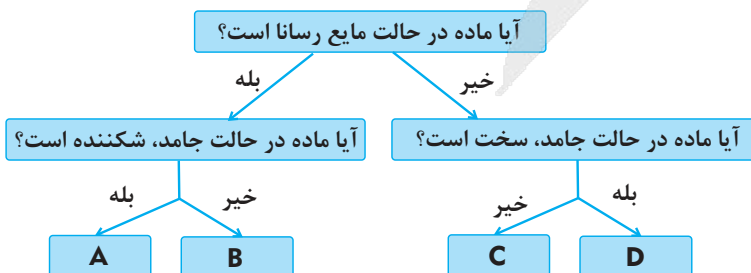 آیا ماده در حالت مایع رسانا است؟
خیر
بله
آیا ماده در حالت جامد، سخت است؟
آیا ماده در حالت جامد، شکننده است؟
بله
خیر
خیر
بله
D
C
B
A